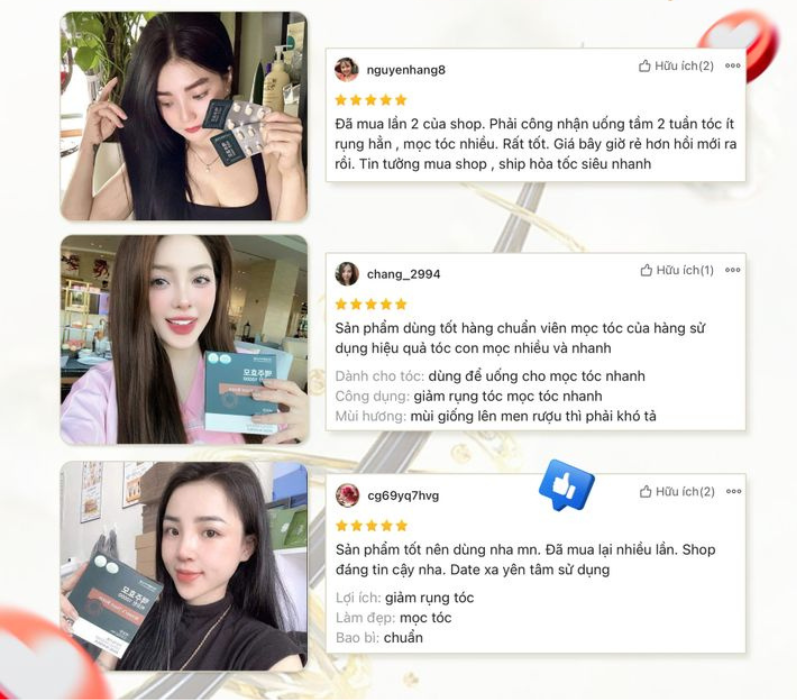 nguyenhang8
Hữu ích(2)
Đã mua lần 2 của shop. Phải công nhận uống tầm 2 tuần tóc ít
rụng hẳn , mọc tóc nhiều. Rất tốt. Giá bây giờ rẻ hơn hồi mới ra
rồi. Tin tưởng mua shop , ship hỏa tốc siêu nhanh
chang_2994
Hữu ích(1)
Sản phẩm dùng tốt hàng chuẩn viên mọc tóc của hàng sử
dụng hiệu quả tóc con mọc nhiều và nhanh
Dành cho tóc: dùng để uống cho mọc tóc nhanh
Công dụng: giảm rụng tóc mọc tóc nhanh
Mùi hương: mùi giống lên men rượu thì phải khó tả
모효주
cg69yq7hvg
Hữu ích(2)
Sản phẩm tốt nên dùng nha mn. Đã mua lại nhiều lần. Shop
đáng tin cậy nha. Date xa yên tâm sử dụng
Lợi ích: giảm rụng tóc
Làm đẹp: mọc tóc
Bao bì: chuẩn
모효주